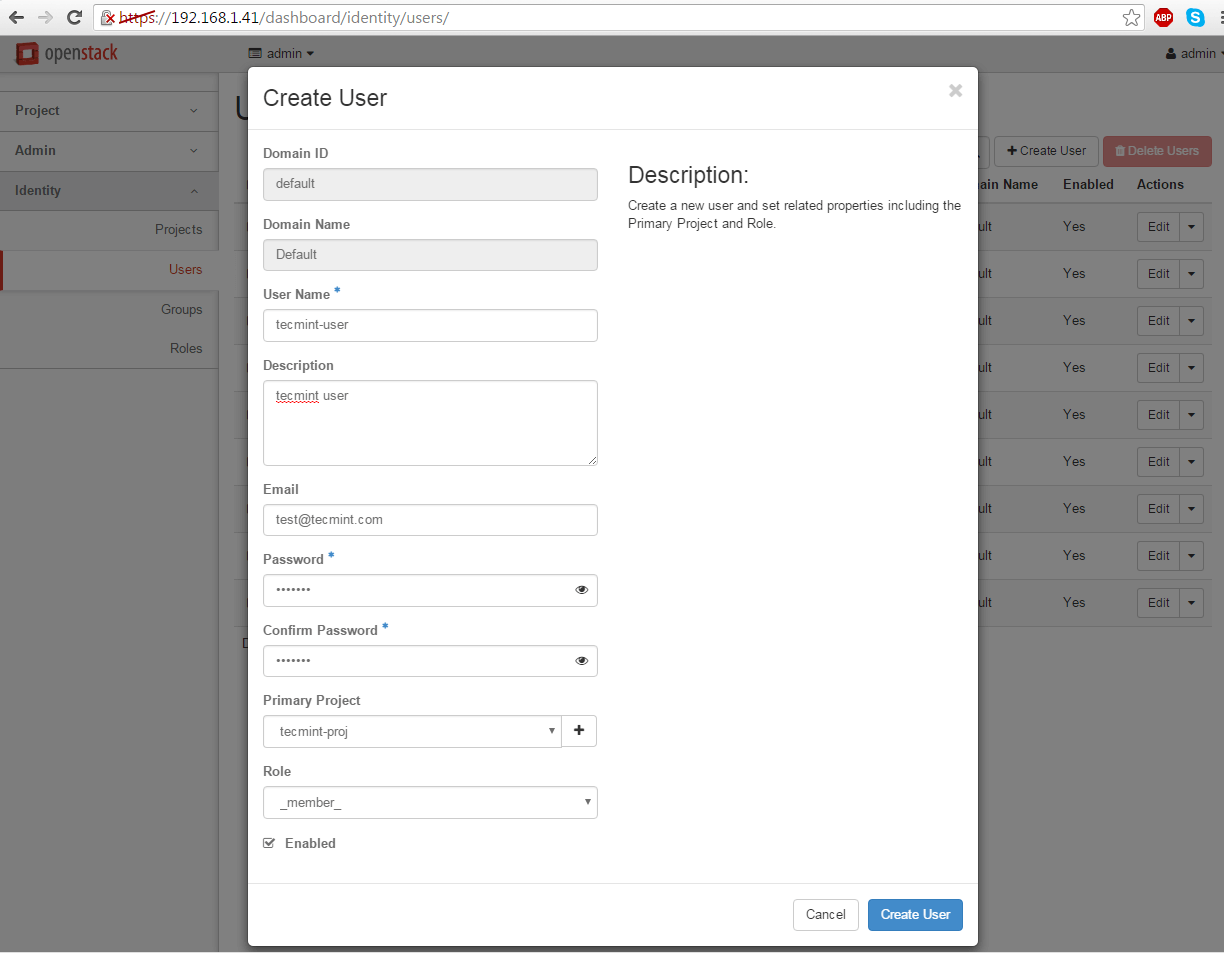 https://192.168.1.41/dashboard/identity/users/
ABP
openstack
admin
admin
Project
Admin
Identity
Projects
Users
Groups
Roles
Create User
Delete Users
ain Name Enabled Actions
ult Yes Edit
ult Yes Edit
ult Yes Edit
ult Yes Edit
ult Yes Edit
ult Yes Edit
ult Yes Edit
ult Yes Edit
ult Yes Edit
Create User
Domain ID
default
Domain Name
Default
User Name *
tecmint-user
Description
tecmint user
Email
test@tecmint.com
Password *
•••••••
Confirm Password *
•••••••
Primary Project
tecmint-proj
Role
_member_
Enabled
Description:
Create a new user and set related properties including the
Primary Project and Role.
Cancel
Create User